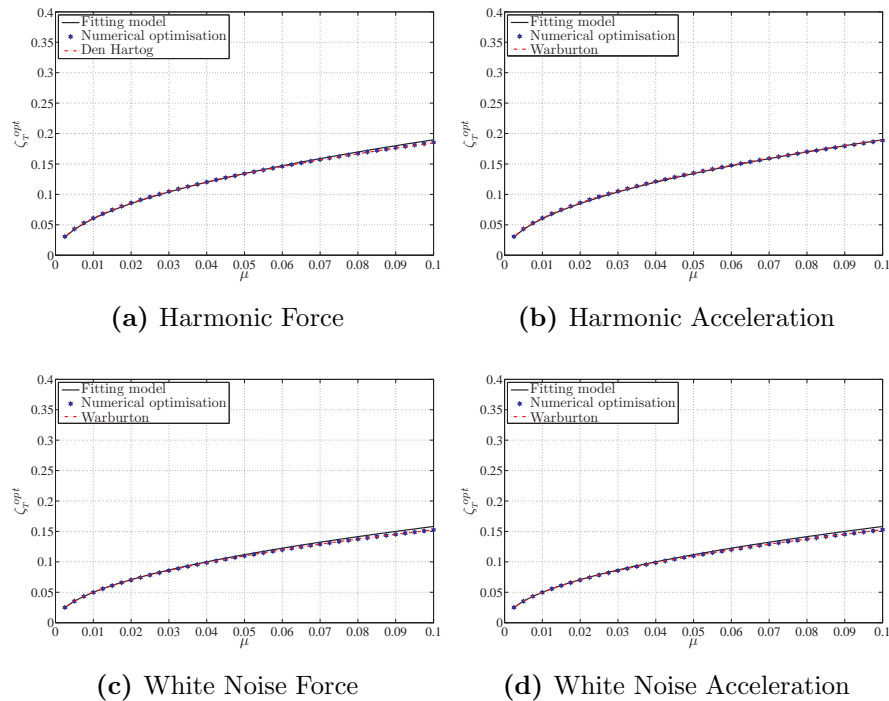 0.4
0.35
0.3
0.25
0.2
0.15
0.1
0.05
0
ζ_T^opt
Fitting model
Numerical optimisation
Den Hartog
0 0.01 0.02 0.03 0.04 0.05 0.06 0.07 0.08 0.09 0.1
μ
(a) Harmonic Force
0.4
0.35
0.3
0.25
0.2
0.15
0.1
0.05
0
ζ_T^opt
Fitting model
Numerical optimisation
Warburton
0 0.01 0.02 0.03 0.04 0.05 0.06 0.07 0.08 0.09 0.1
μ
(b) Harmonic Acceleration
0.4
0.35
0.3
0.25
0.2
0.15
0.1
0.05
0
ζ_T^opt
Fitting model
Numerical optimisation
Warburton
0 0.01 0.02 0.03 0.04 0.05 0.06 0.07 0.08 0.09 0.1
μ
(c) White Noise Force
0.4
0.35
0.3
0.25
0.2
0.15
0.1
0.05
0
ζ_T^opt
Fitting model
Numerical optimisation
Warburton
0 0.01 0.02 0.03 0.04 0.05 0.06 0.07 0.08 0.09 0.1
μ
(d) White Noise Acceleration